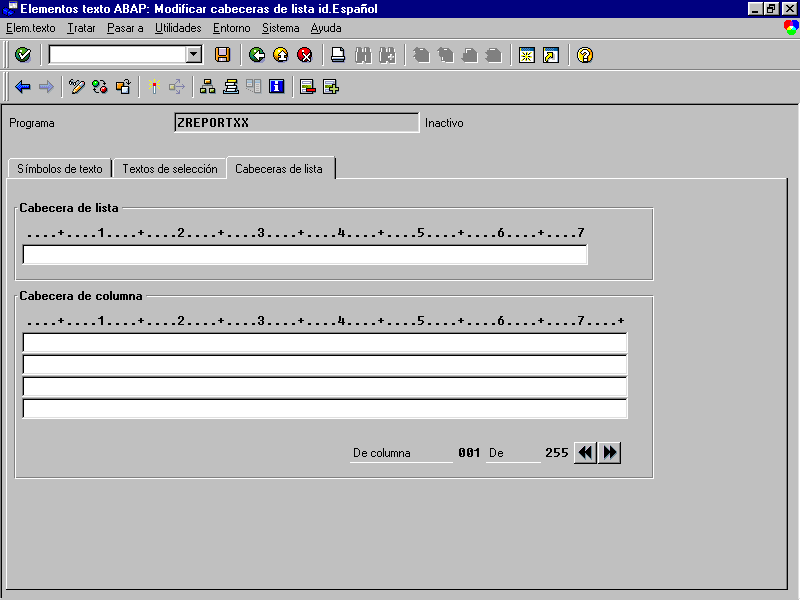 Elementos texto ABAP: Modificar cabeceras de lista id.Español
Elem.texto Tratar Pasar a Utilidades Entorno Sistema Ayuda
Programa ZREPORTXX Inactivo
Símbolos de texto Textos de selección Cabeceras de lista
Cabecera de lista
....+....1....+....2....+....3....+....4....+....5....+....6....+....7
Cabecera de columna
....+....1....+....2....+....3....+....4....+....5....+....6....+....7....+
De columna 001 De 255